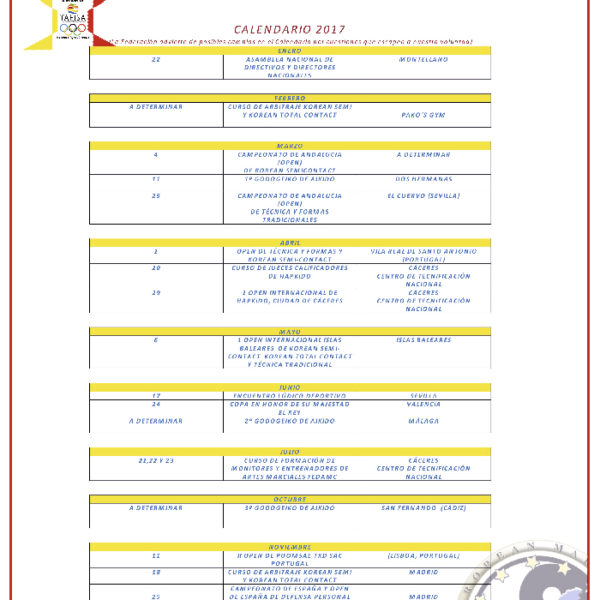 TAFISA
CALENDARIO 2017
(La Federación advierte de posibles cambios en el Calendario por cuestiones que escapen a nuestra voluntad)
ENERO
22 ASAMBLEA NACIONAL DE MONTELLANO
DIRECTIVOS Y DIRECTORES
NACIONALES
FEBRERO
A DETERMINAR CURSO DE ARBITRAJE KOREAN SEMI
Y KOREAN TOTAL CONTACT PAKO´S GYM
MARZO
4 CAMPEONATO DE ANDALUCIA A DETERMINAR
(OPEN)
DE KOREAN SEMICONTACT
11 1º GODOGEIKO DE AIKIDO DOS HERMANAS
25 CAMPEONATO DE ANDALUCIA EL CUERVO (SEVILLA)
(OPEN)
DE TÉCNICA Y FORMAS
TRADICIONALES
ABRIL
1 OPEN DE TÉCNICA Y FORMAS Y VILA REAL DE SANTO ANTONIO
KOREAN SEMI-CONTACT (PORTUGAL)
CURSO DE JUECES CALIFICADORES CÁCERES
DE HAPKIDO CENTRO DE TECNIFICACIÓN
NACIONAL
29 1 OPEN INTERNACIONAL DE CÁCERES
HAPKIDO, CIUDAD DE CÁCERES CENTRO DE TECNIFICACIÓN
NACIONAL
MAYO
6 1 OPEN INTERNACIONAL ISLAS ISLAS BALEARES
BALEARES DE KOREAN SEMI-
CONTACT KOREAN TOTAL CONTACT
Y TÉCNICA TRADICIONAL
JUNIO
17 ENCUENTRO LÚDICO DEPORTIVO SEVILLA
24 COPA EN HONOR DE SU MAJESTAD VALENCIA
EL REY
A DETERMINAR 2º GODOGEIKO DE AIKIDO MÁLAGA
JULIO
21,22 Y 23 CURSO DE FORMACIÓN DE CÁCERES
MONITORES Y ENTRENADORES DE CENTRO DE TECNIFICACIÓN
ARTES MARCIALES FEDAMC NACIONAL
OCTUBRE
A DETERMINAR 3º GODOGEIKO DE AIKIDO SAN FERNANDO (CÁDIZ)
NOVIEMBRE
11 II OPEN DE POOMSAE TKD SAC (LISBOA, PORTUGAL)
PORTUGAL
18 CURSO DE ARBITRAJE KOREAN SEMI MADRID
Y KOREAN TOTAL CONTACT
25 CAMPEONATO DE ESPAÑA Y OPEN MADRID
DE ESPAÑA DE DEFENSA PERSONAL
KOREAN